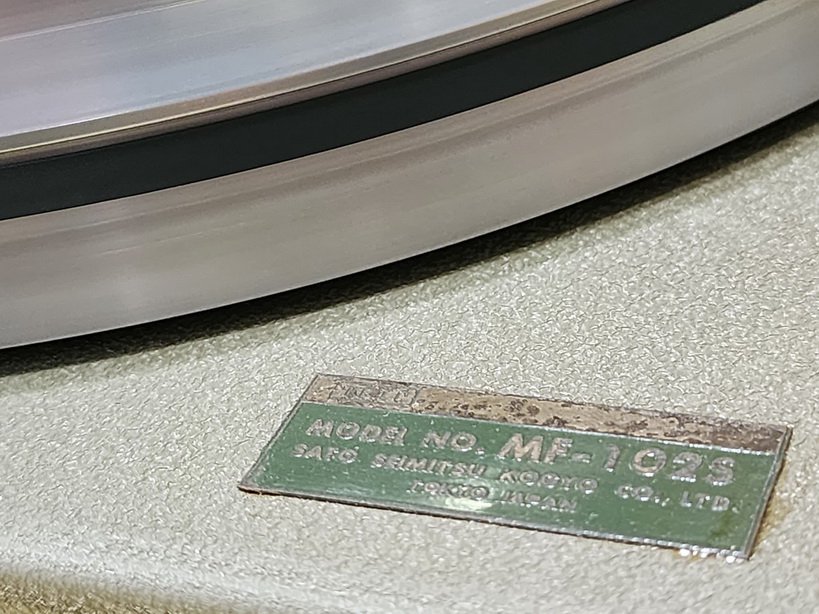 MODEL NO. MF-102S
SATO SEIMITSU KOGYO CO., LTD.
TOKYO JAPAN